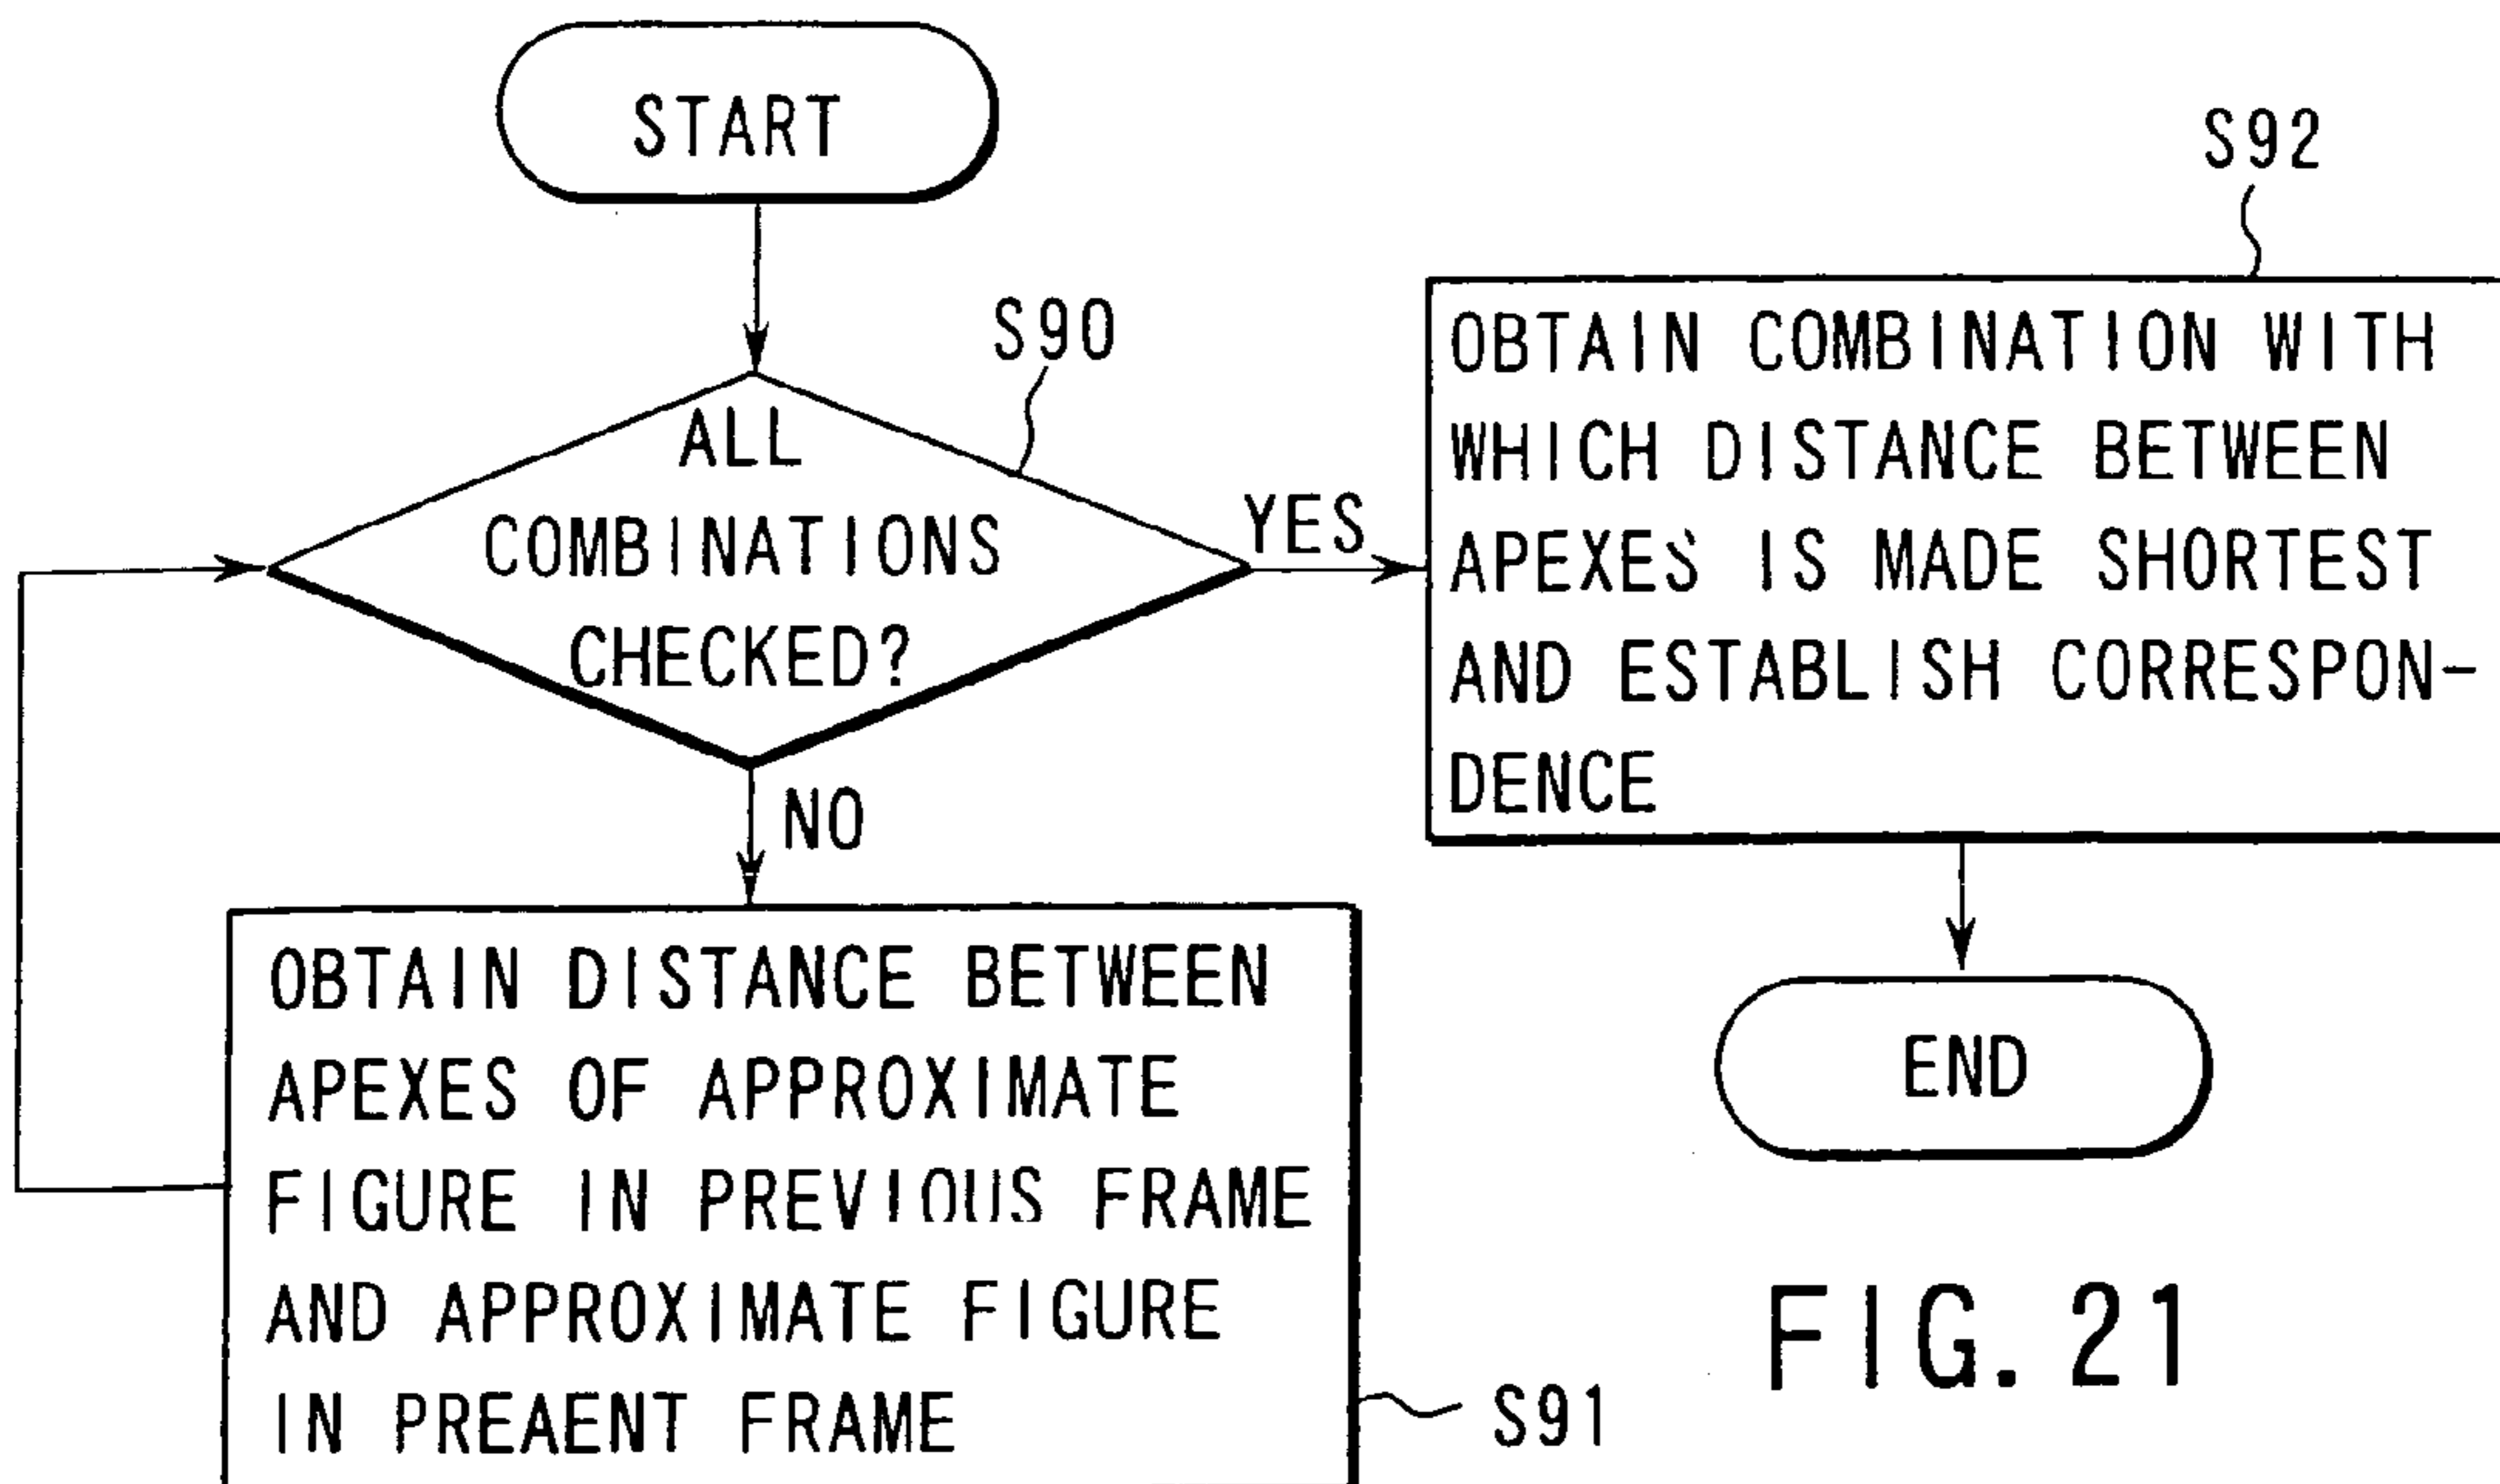 START
S90
ALL
COMBINATIONS
CHECKED?
YES
NO
S92
OBTAIN COMBINATION WITH
WHICH DISTANCE BETWEEN
APEXES IS MADE SHORTEST
AND ESTABLISH CORRESPON-
DENCE
OBTAIN DISTANCE BETWEEN
APEXES OF APPROXIMATE
FIGURE IN PREVIOUS FRAME
AND APPROXIMATE FIGURE
IN PREAENT FRAME
S91
END
FIG. 21